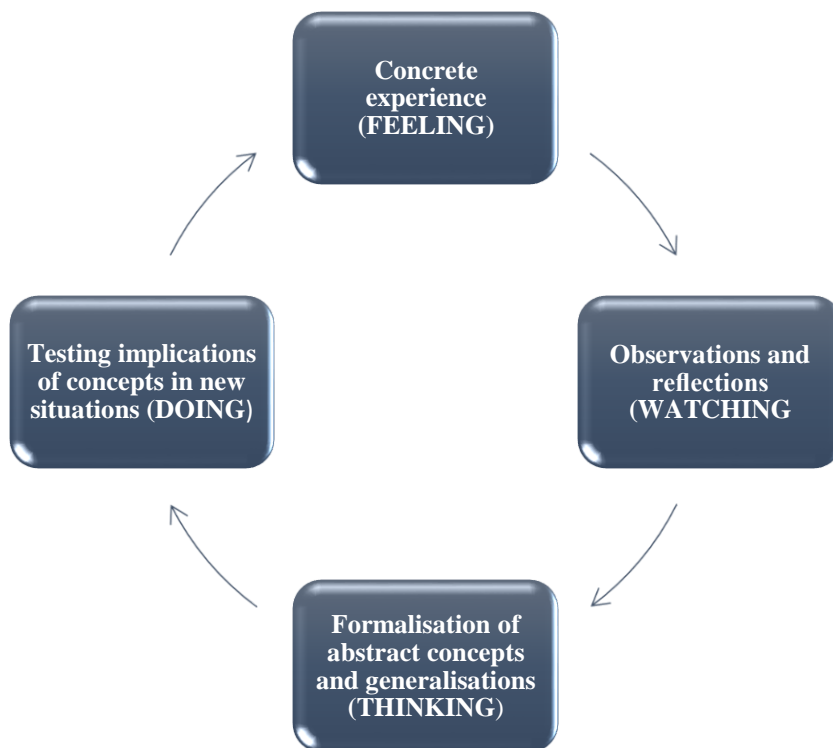 Concrete
experience
(FEELING)
Testing implications
of concepts in new
situations (DOING)
Observations and
reflections
(WATCHING
Formalisation of
abstract concepts
and generalisations
(THINKING)